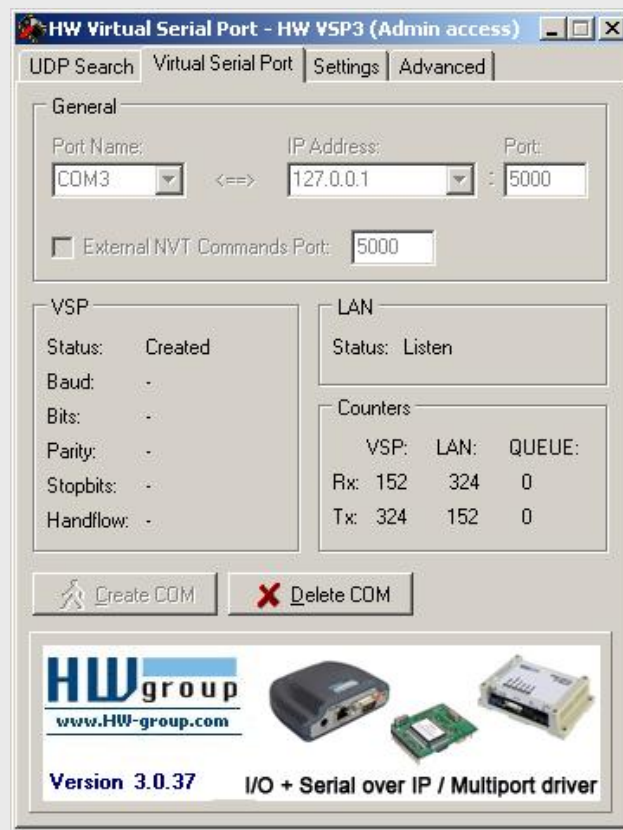 HW Virtual Serial Port - HW VSP3 (Admin access)
UDP Search Virtual Serial Port Settings Advanced
General
Port Name: IP Address: Port:
COM3 <==> 127.0.0.1 : 5000
External NVT Commands Port: 5000
VSP
Status: Created
Baud: -
Bits: -
Parity: -
Stopbits: -
Handflow: -
LAN
Status: Listen
Counters
VSP: LAN: QUEUE:
Rx: 152 324 0
Tx: 324 152 0
Create COM Delete COM
HW group
www.HW-group.com
Version 3.0.37
I/O + Serial over IP / Multiport driver